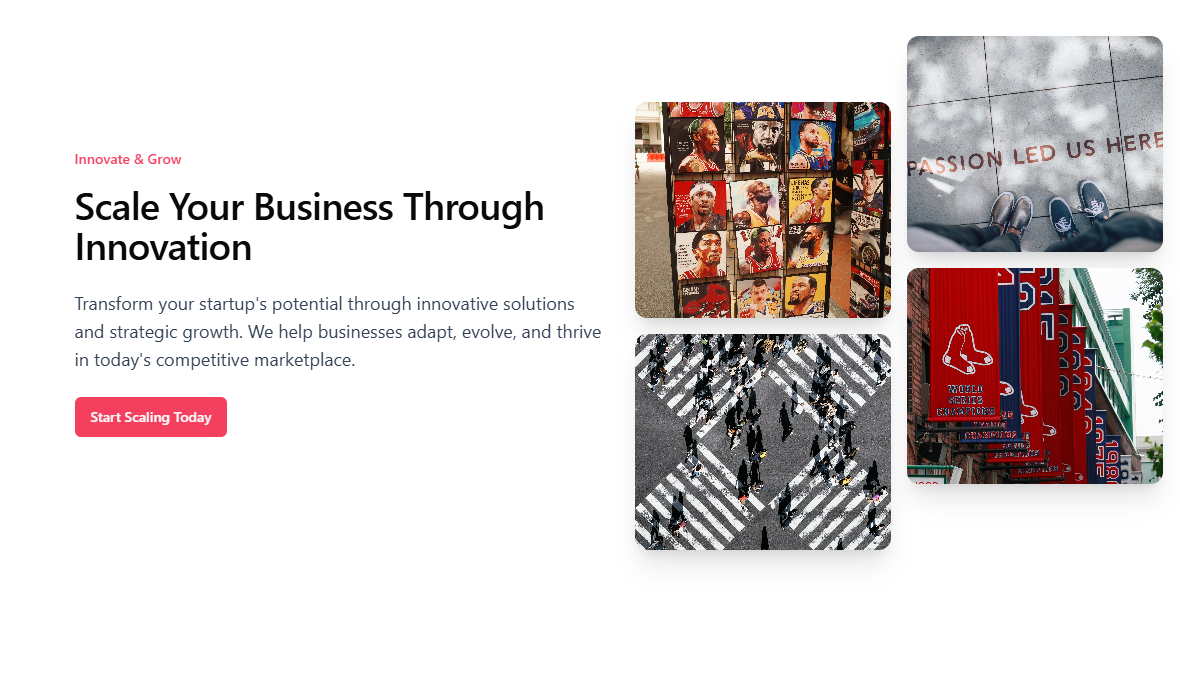 Innovate & Grow
Scale Your Business Through
Innovation
Transform your startup's potential through innovative solutions
and strategic growth. We help businesses adapt, evolve, and thrive
in today's competitive marketplace.
Start Scaling Today
PASSION LED US HERE
WORLD
SERIES
CHAMPIONS
CHAMPIONS